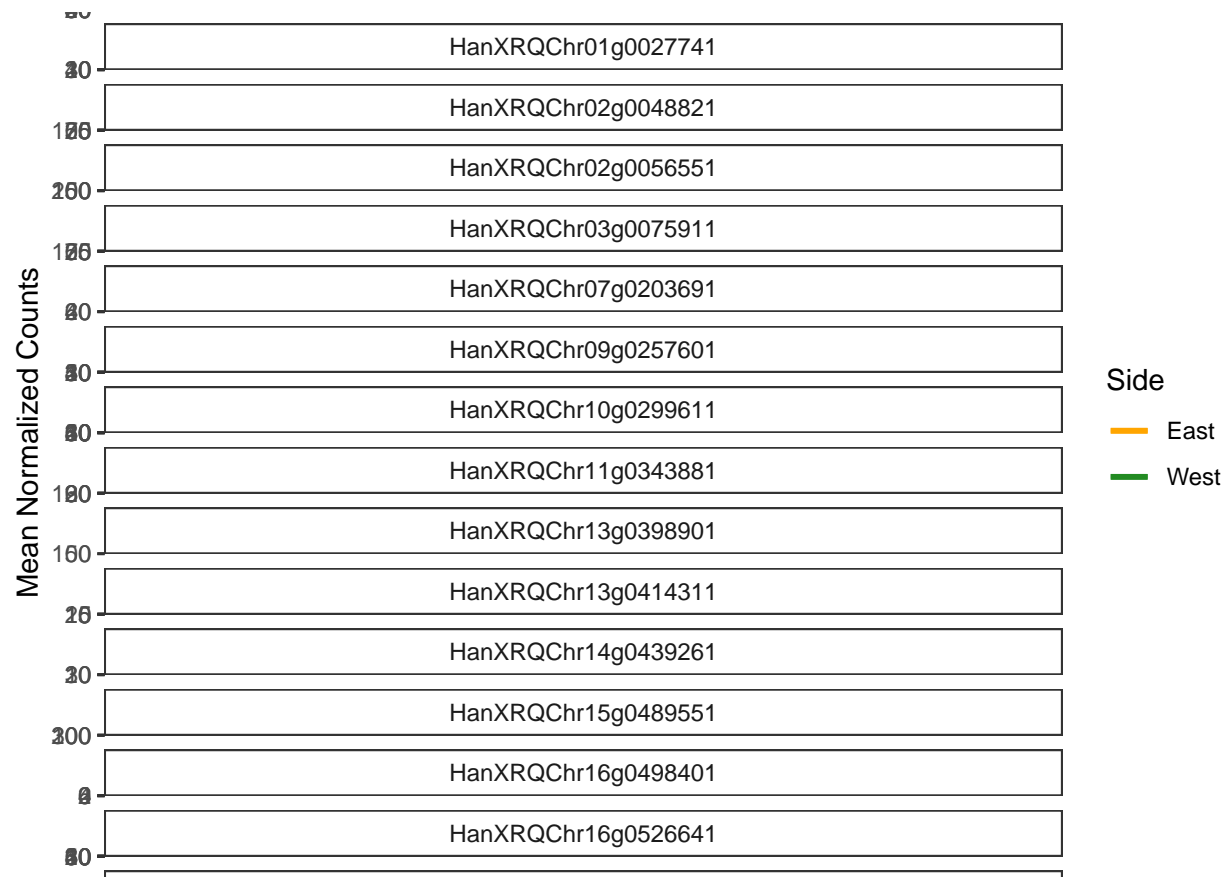 HanXRQChr01g0027741
HanXRQChr02g0048821
HanXRQChr02g0056551
HanXRQChr03g0075911
HanXRQChr07g0203691
HanXRQChr09g0257601
HanXRQChr10g0299611
HanXRQChr11g0343881
HanXRQChr13g0398901
HanXRQChr13g0414311
HanXRQChr14g0439261
HanXRQChr15g0489551
HanXRQChr16g0498401
HanXRQChr16g0526641
Mean Normalized Counts
Side
East
West